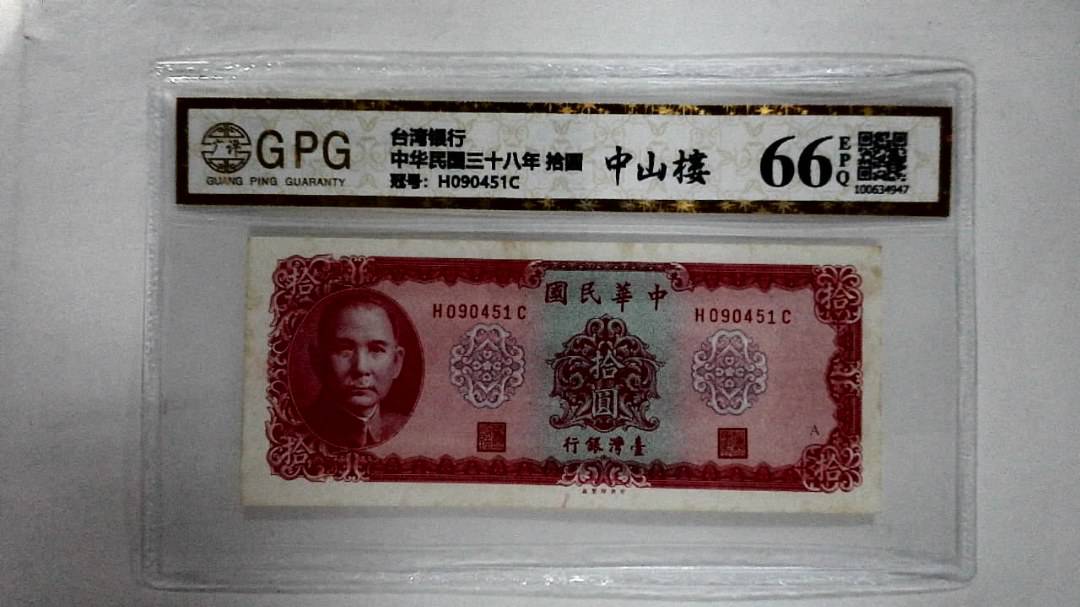 GPG
GUANG PING GUARANTY
台湾银行
中华民國三十八年 拾圓
冠号：H090451C
中山樓
66
EPQ
100634947
拾
拾
國民華中
H090451C
H090451C
拾
圓
行銀灣臺
A
拾
拾